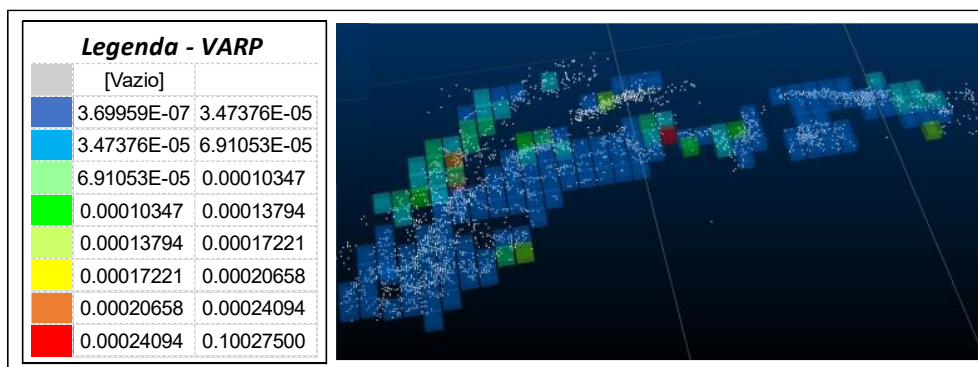 Legenda - VARP
[Vazio]
3.69959E-07 3.47376E-05
3.47376E-05 6.91053E-05
6.91053E-05 0.00010347
0.00010347 0.00013794
0.00013794 0.00017221
0.00017221 0.00020658
0.00020658 0.00024094
0.00024094 0.10027500